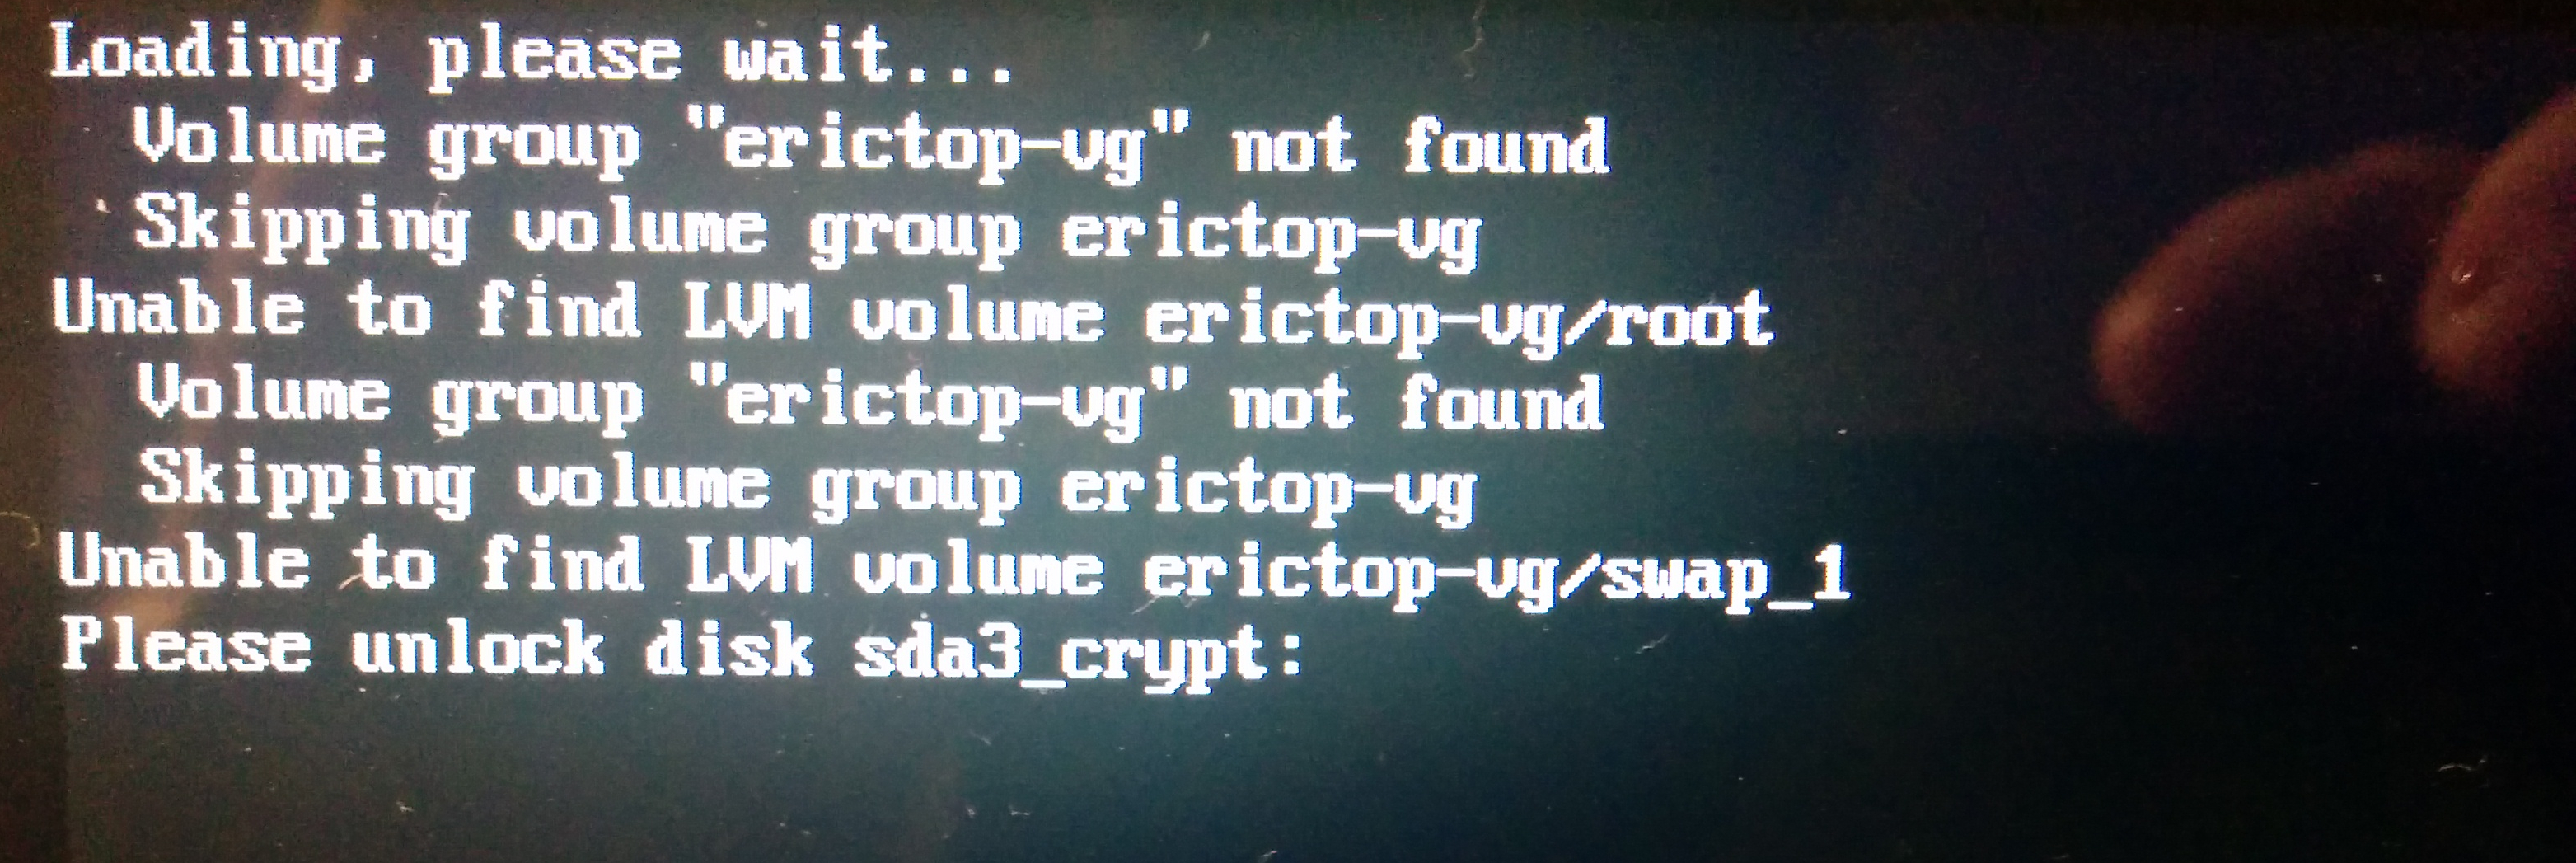 Loading, please wait...
  Volume group "erictop-vg" not found
  Skipping volume group erictop-vg
Unable to find LVM volume erictop-vg/root
  Volume group "erictop-vg" not found
  Skipping volume group erictop-vg
Unable to find LVM volume erictop-vg/swap_1
Please unlock disk sda3_crypt: